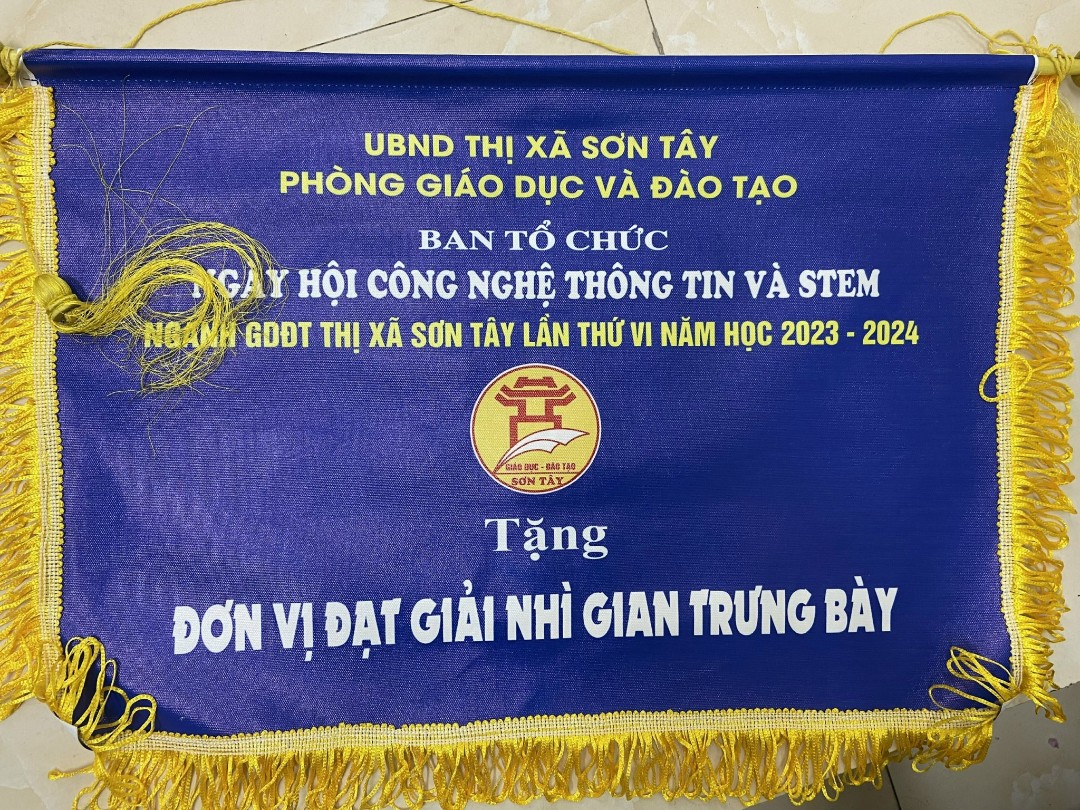 UBND THỊ XÃ SƠN TÂY
PHÒNG GIÁO DỤC VÀ ĐÀO TẠO
BAN TỔ CHỨC
NGÀY HỘI CÔNG NGHỆ THÔNG TIN VÀ STEM
NGÀNH GDĐT THỊ XÃ SƠN TÂY LẦN THỨ VI NĂM HỌC 2023 - 2024
GIÁO DỤC - ĐÀO TẠO
SƠN TÂY
Tặng
ĐƠN VỊ ĐẠT GIẢI NHÌ GIAN TRƯNG BÀY